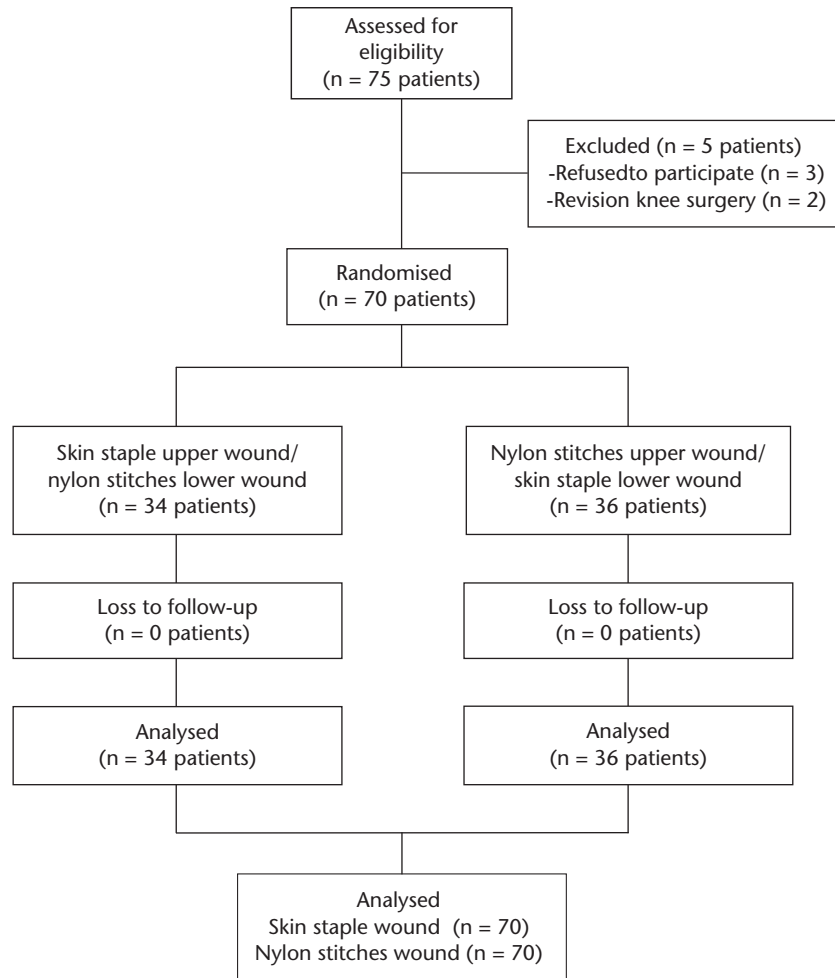 Assessed for
eligibility
(n = 75 patients)
Excluded (n = 5 patients)
-Refusedto participate (n = 3)
-Revision knee surgery (n = 2)
Randomised
(n = 70 patients)
Skin staple upper wound/
nylon stitches lower wound
(n = 34 patients)
Nylon stitches upper wound/
skin staple lower wound
(n = 36 patients)
Loss to follow-up
(n = 0 patients)
Loss to follow-up
(n = 0 patients)
Analysed
(n = 34 patients)
Analysed
(n = 36 patients)
Analysed
Skin staple wound (n = 70)
Nylon stitches wound (n = 70)